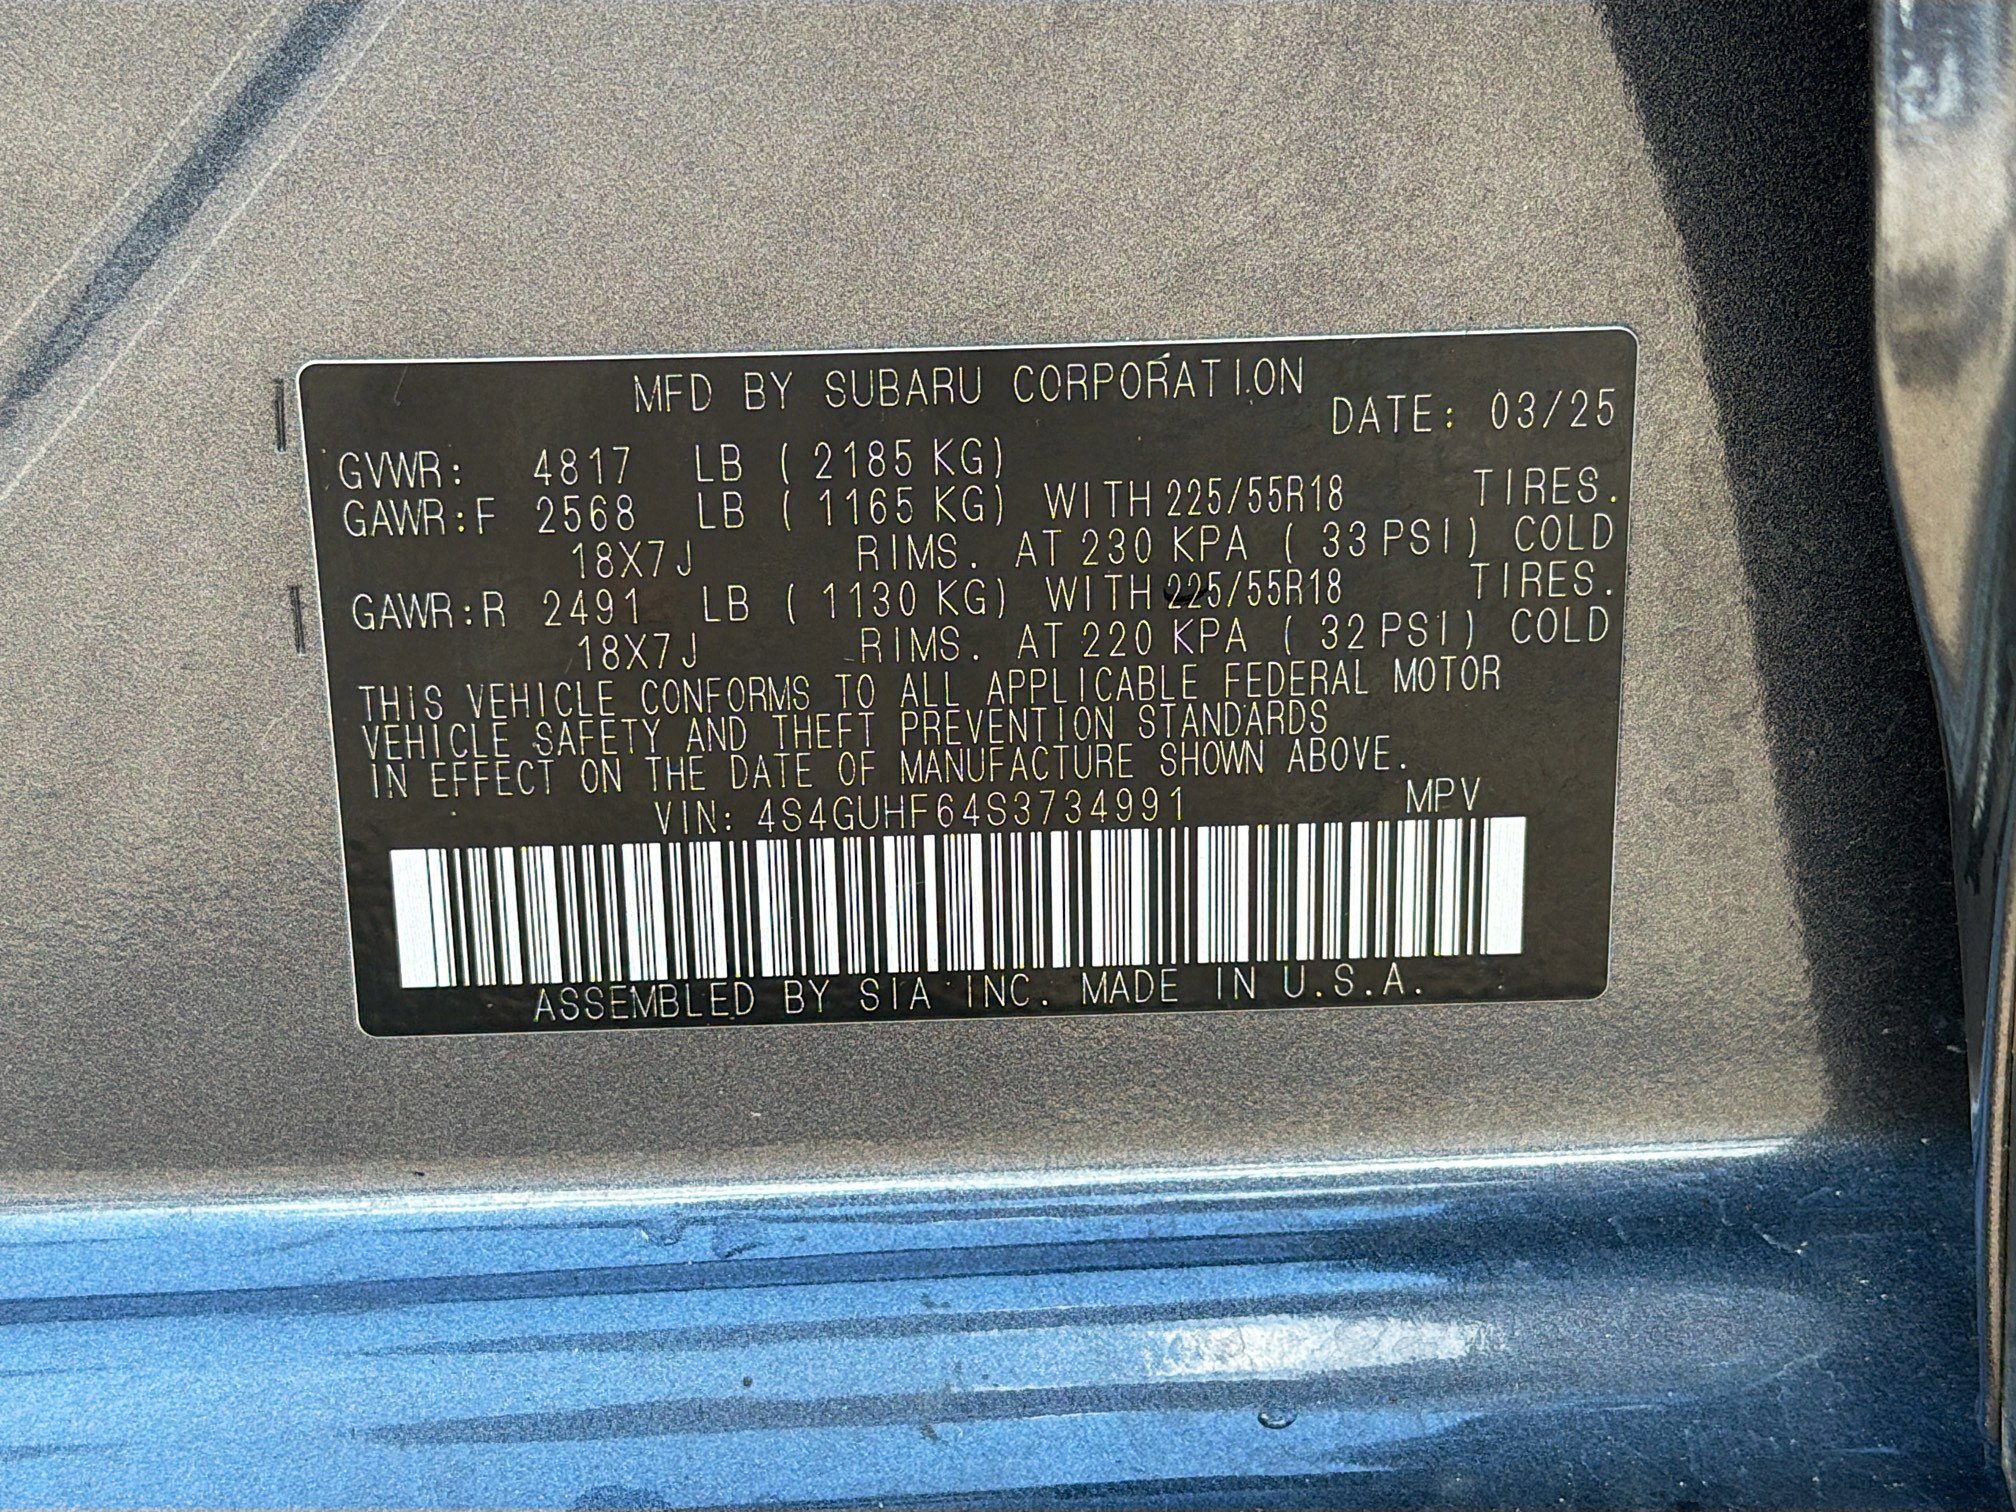 MFD BY SUBARU CORPORATION
DATE: 03/25
GVWR: 4817 LB ( 2185 KG)
GAWR:F 2568 LB ( 1165 KG) WITH 225/55R18 TIRES.
18X7J RIMS. AT 230 KPA ( 33 PSI) COLD
GAWR:R 2491 LB ( 1130 KG) WITH 225/55R18 TIRES.
18X7J RIMS. AT 220 KPA ( 32 PSI) COLD
THIS VEHICLE CONFORMS TO ALL APPLICABLE FEDERAL MOTOR
VEHICLE SAFETY AND THEFT PREVENTION STANDARDS
IN EFFECT ON THE DATE OF MANUFACTURE SHOWN ABOVE.
VIN: 4S4GUHF64S3734991 MPV
ASSEMBLED BY SIA INC. MADE IN U.S.A.